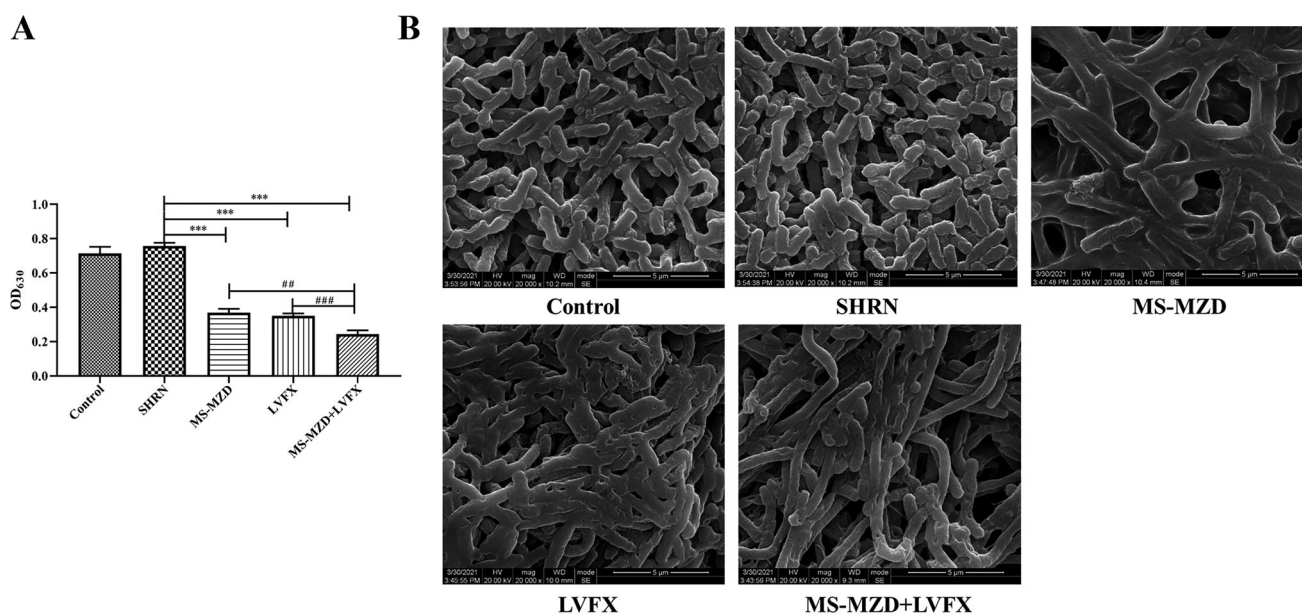 A
1.0
0.8
0.6
0.4
0.2
0.0
OD630
***
***
***
##
###
Control
SHRN
MS-MZD
LVFX
MS-MZD+LVFX
B
3/30/2021 HV mag WD mode
3:53:56 PM 20.00 kV 20 000 x 10.2 mm SE 5 µm
Control
3/30/2021 HV mag WD mode
3:54:38 PM 20.00 kV 20 000 x 10.2 mm SE 5 µm
SHRN
3/30/2021 HV mag WD mode
3:47:48 PM 20.00 kV 20 000 x 10.4 mm SE 5 µm
MS-MZD
3/30/2021 HV mag WD mode
3:45:55 PM 20.00 kV 20 000 x 10.0 mm SE 5 µm
LVFX
3/30/2021 HV mag WD mode
3:43:56 PM 20.00 kV 20 000 x 9.3 mm SE 5 µm
MS-MZD+LVFX